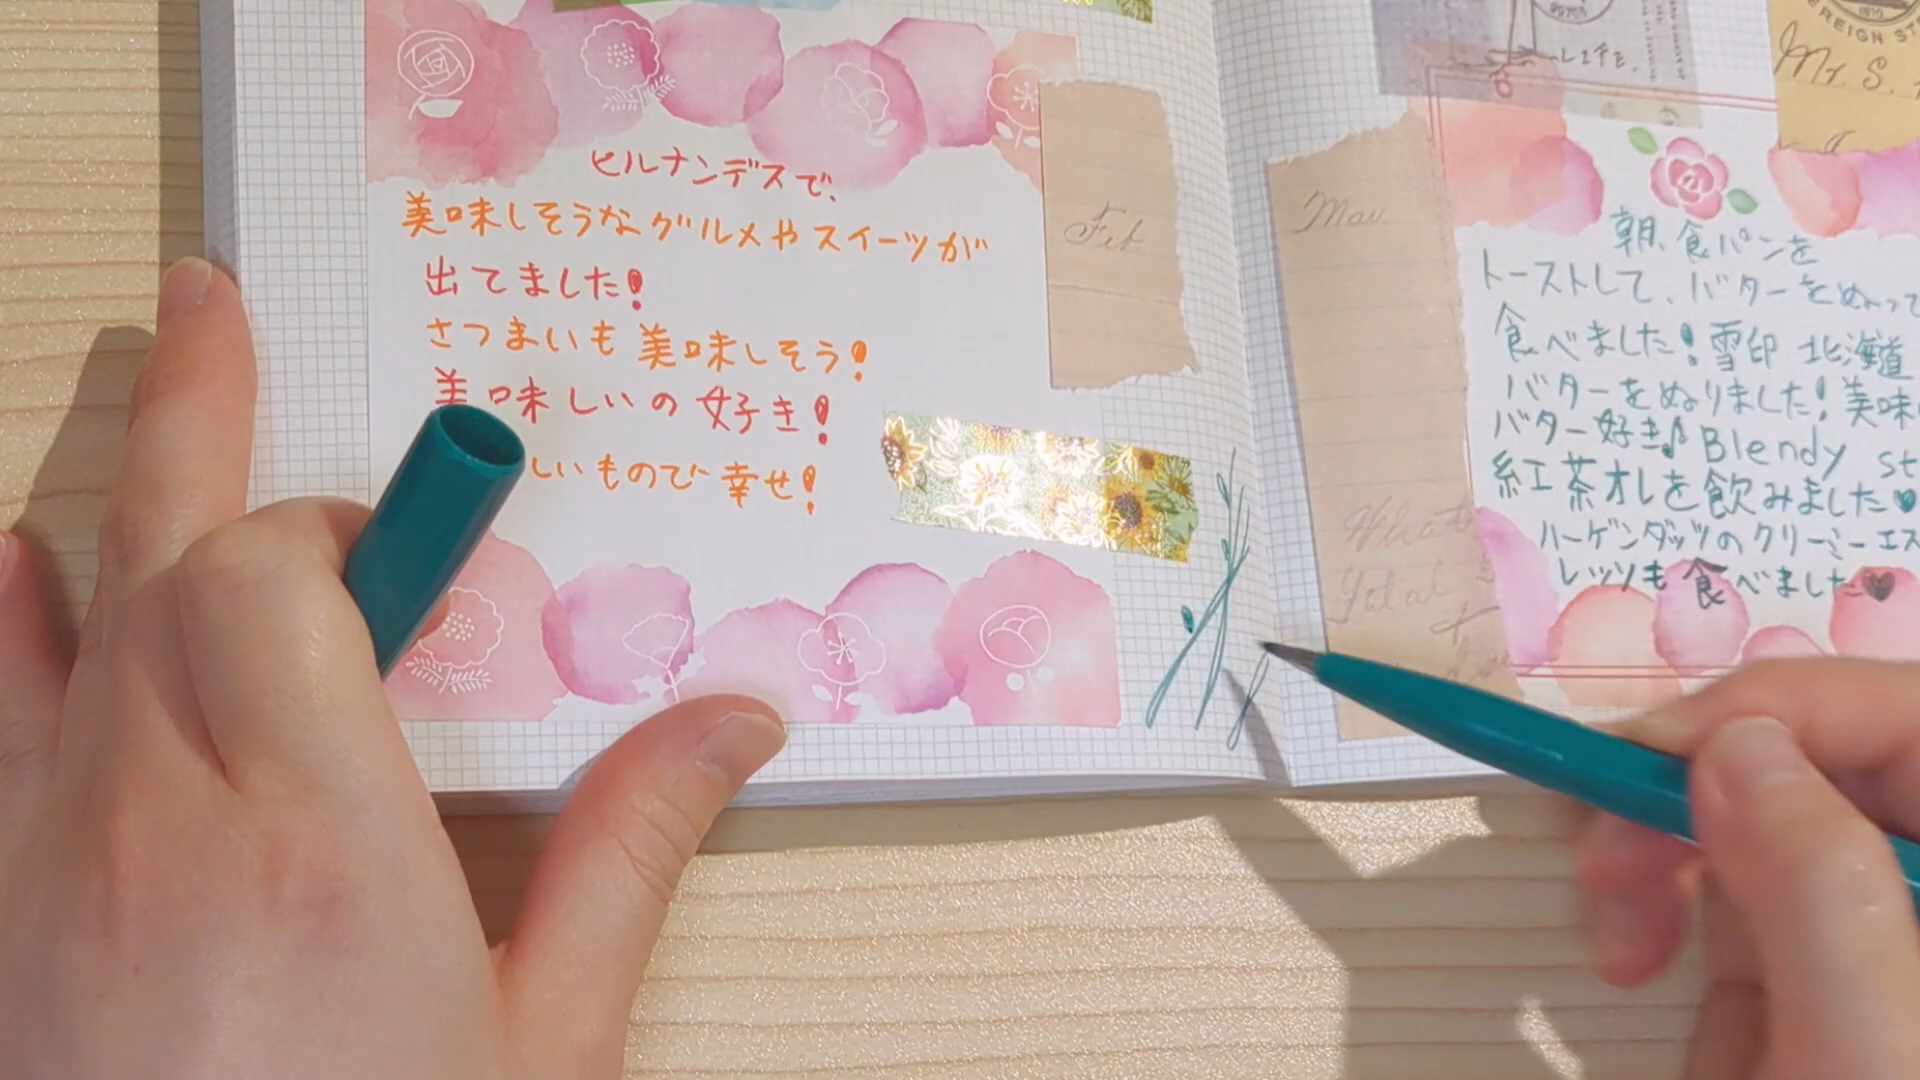 ヒルナンデスで、
美味しそうなグルメやスイーツが
出てました!
さつまいも美味しそう!
美味しいの好き!
しいもので幸せ!
Feb
Life.
EREIGN ST
Mr. S.
朝、食パンを
トーストして、バターをぬって
食べました!雪印 北海道
バターをぬりました!美味
バター好き♪Blendy st
紅茶オレを飲みました♥
ハーゲンダッツのクリーミーエス
レッソも食べました♥